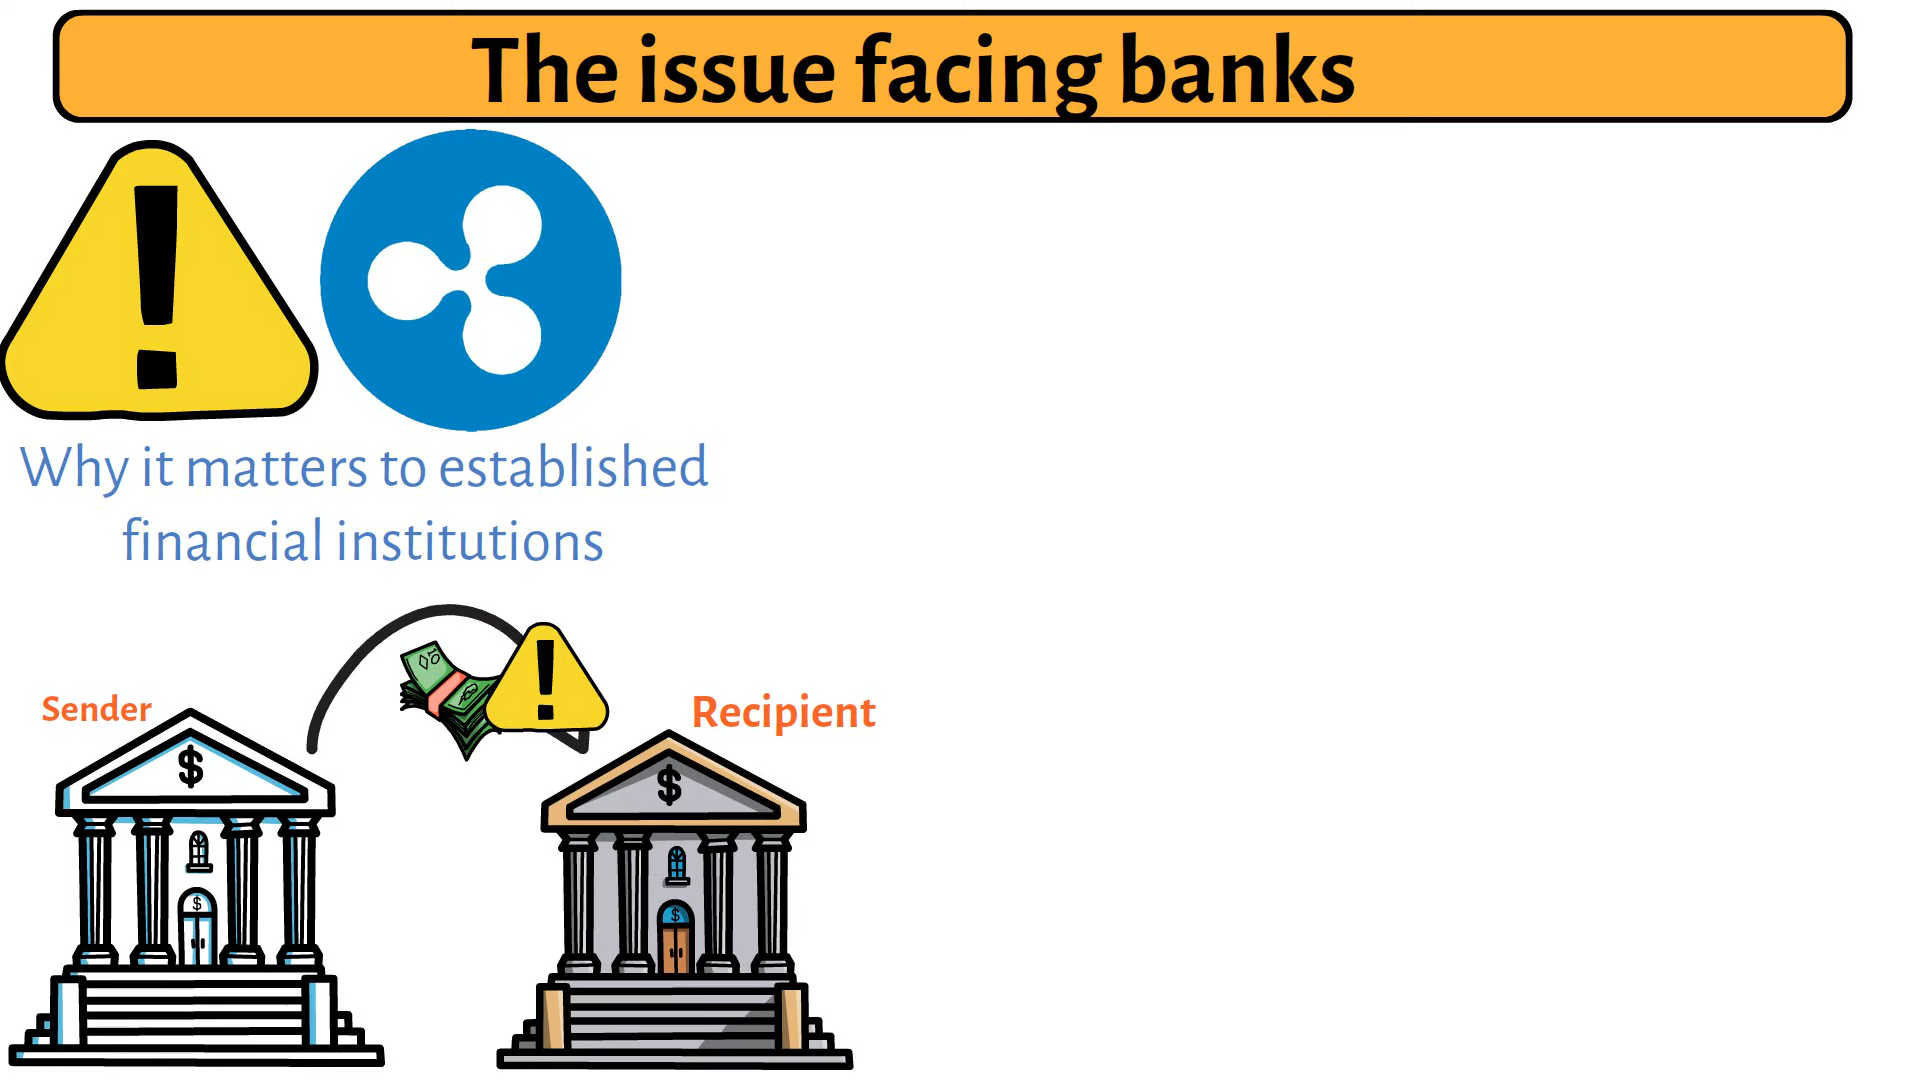 The issue facing banks
Why it matters to established
financial institutions
Sender
Recipient
$
$
$
$